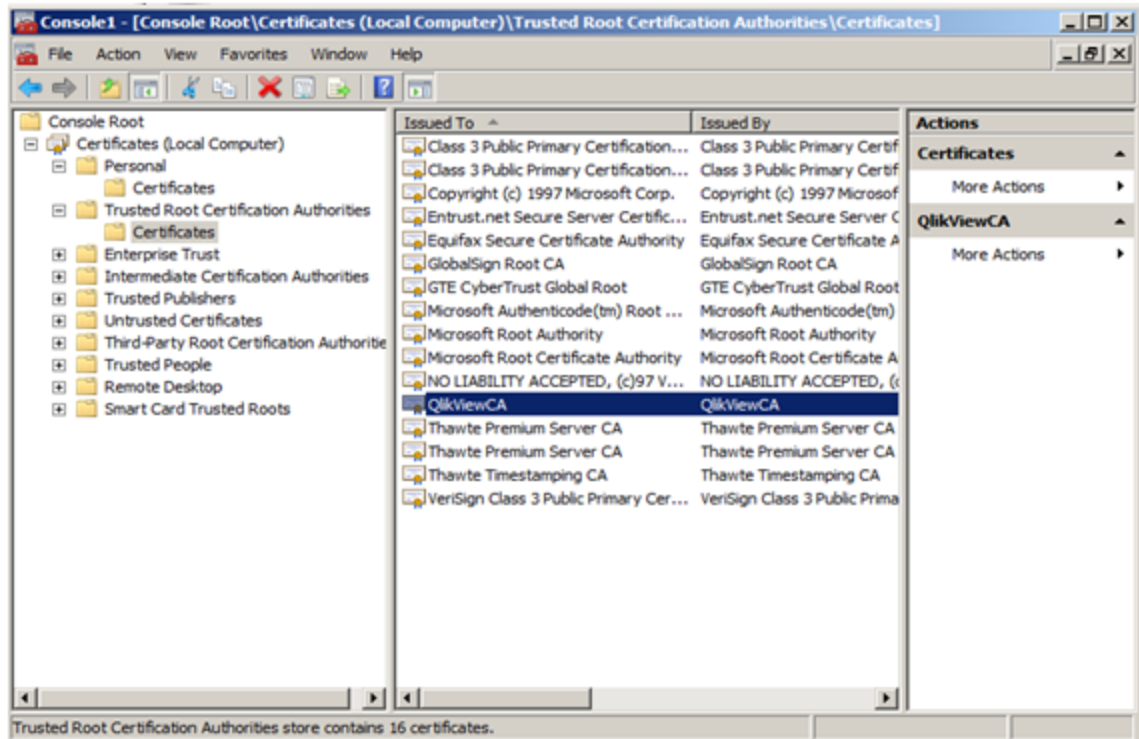 Console1 - [Console Root\Certificates (Local Computer)\Trusted Root Certification Authorities\Certificates]
File Action View Favorites Window Help
Console Root
Certificates (Local Computer)
Personal
Certificates
Trusted Root Certification Authorities
Certificates
Enterprise Trust
Intermediate Certification Authorities
Trusted Publishers
Untrusted Certificates
Third-Party Root Certification Authoritie
Trusted People
Remote Desktop
Smart Card Trusted Roots
Issued To Issued By
Class 3 Public Primary Certification... Class 3 Public Primary Certif
Class 3 Public Primary Certification... Class 3 Public Primary Certif
Copyright (c) 1997 Microsoft Corp. Copyright (c) 1997 Microsof
Entrust.net Secure Server Certific... Entrust.net Secure Server C
Equifax Secure Certificate Authority Equifax Secure Certificate A
GlobalSign Root CA GlobalSign Root CA
GTE CyberTrust Global Root GTE CyberTrust Global Root
Microsoft Authenticode(tm) Root ... Microsoft Authenticode(tm)
Microsoft Root Authority Microsoft Root Authority
Microsoft Root Certificate Authority Microsoft Root Certificate A
NO LIABILITY ACCEPTED, (c)97 V... NO LIABILITY ACCEPTED, (c
QlikViewCA QlikViewCA
Thawte Premium Server CA Thawte Premium Server CA
Thawte Premium Server CA Thawte Premium Server CA
Thawte Timestamping CA Thawte Timestamping CA
VeriSign Class 3 Public Primary Cer... VeriSign Class 3 Public Prima
Actions
Certificates
More Actions
QlikViewCA
More Actions
Trusted Root Certification Authorities store contains 16 certificates.